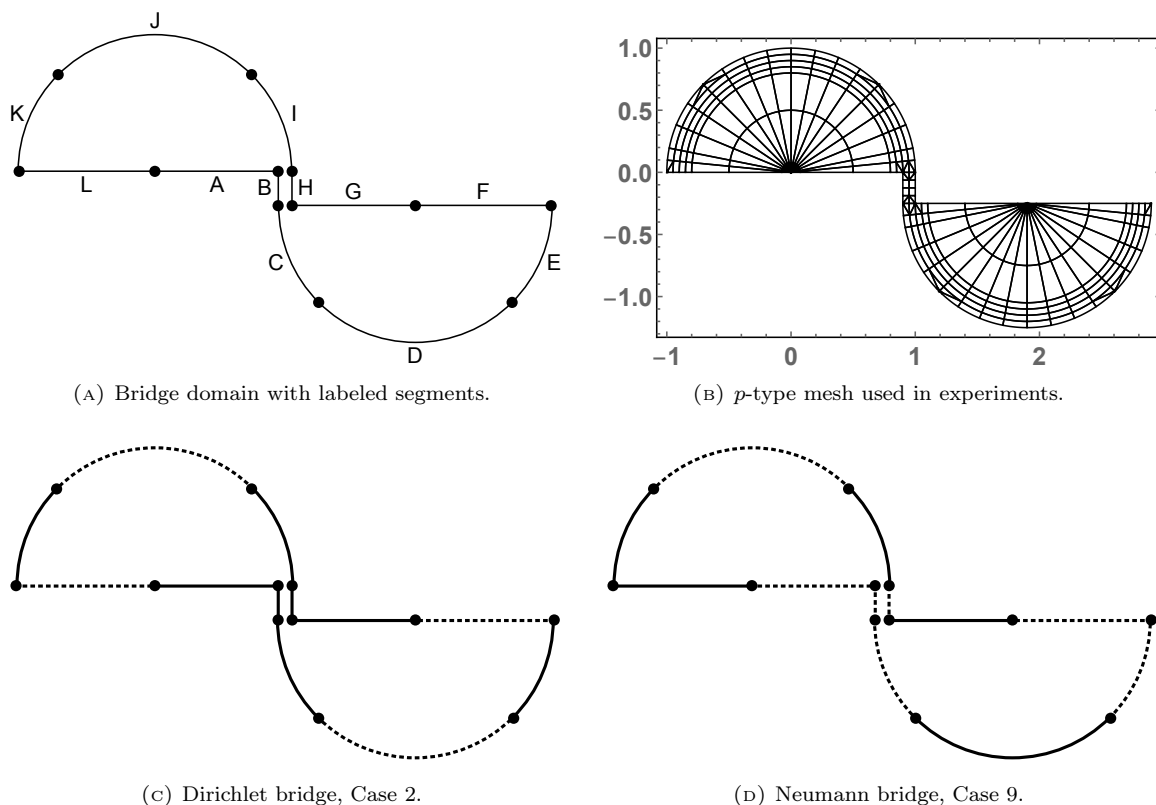 J
K
I
L
A
B
H
G
F
C
E
D
1.0
0.5
0.0
−0.5
−1.0
−1
0
1
2
(A) Bridge domain with labeled segments.
(B) p-type mesh used in experiments.
(C) Dirichlet bridge, Case 2.
(D) Neumann bridge, Case 9.